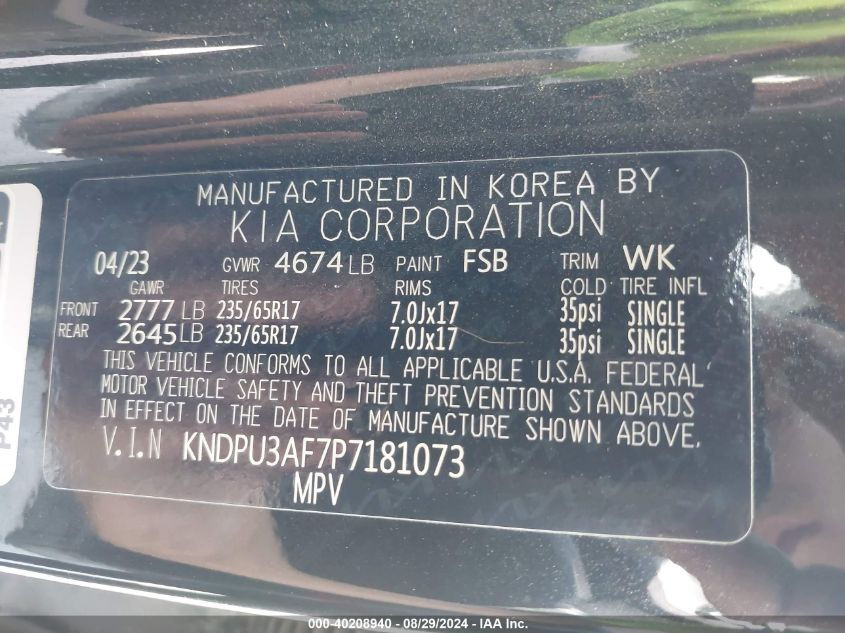 MANUFACTURED IN KOREA BY
KIA CORPORATION
04/23 GVWR 4674 LB PAINT FSB TRIM WK
GAWR TIRES RIMS COLD TIRE INFL
FRONT 2777 LB 235/65R17 7.0Jx17 35psi SINGLE
REAR 2645 LB 235/65R17 7.0Jx17 35psi SINGLE
THIS VEHICLE CONFORMS TO ALL APPLICABLE U.S.A. FEDERAL
MOTOR VEHICLE SAFETY AND THEFT PREVENTION STANDARDS
IN EFFECT ON THE DATE OF MANUFACTURE SHOWN ABOVE.
V.I.N KNDPU3AF7P7181073
MPV
P43
000 - 40208940 - 08/29/2024 - IAA Inc.